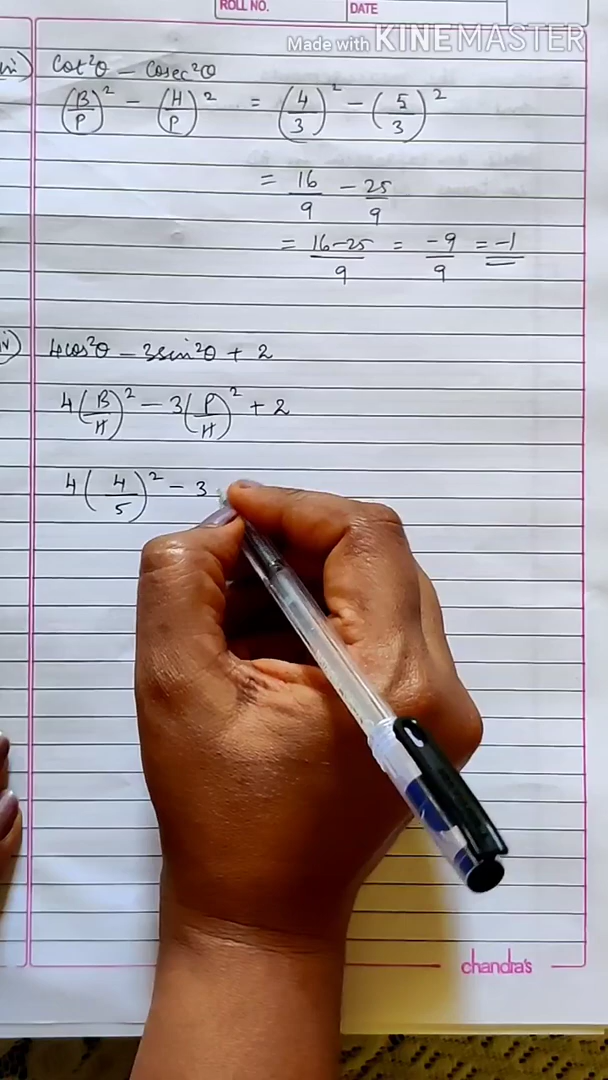 ROLL NO. DATE
Made with KINEMASTER
cot²θ - cosec²θ
(B/P)² - (H/P)² = (4/3)² - (5/3)²
= 16/9 - 25/9
= 16-25/9 = -9/9 = -1
iv) 4cos²θ - 3sin²θ + 2
4(B/H)² - 3(P/H)² + 2
4(4/5)² - 3
chandra's